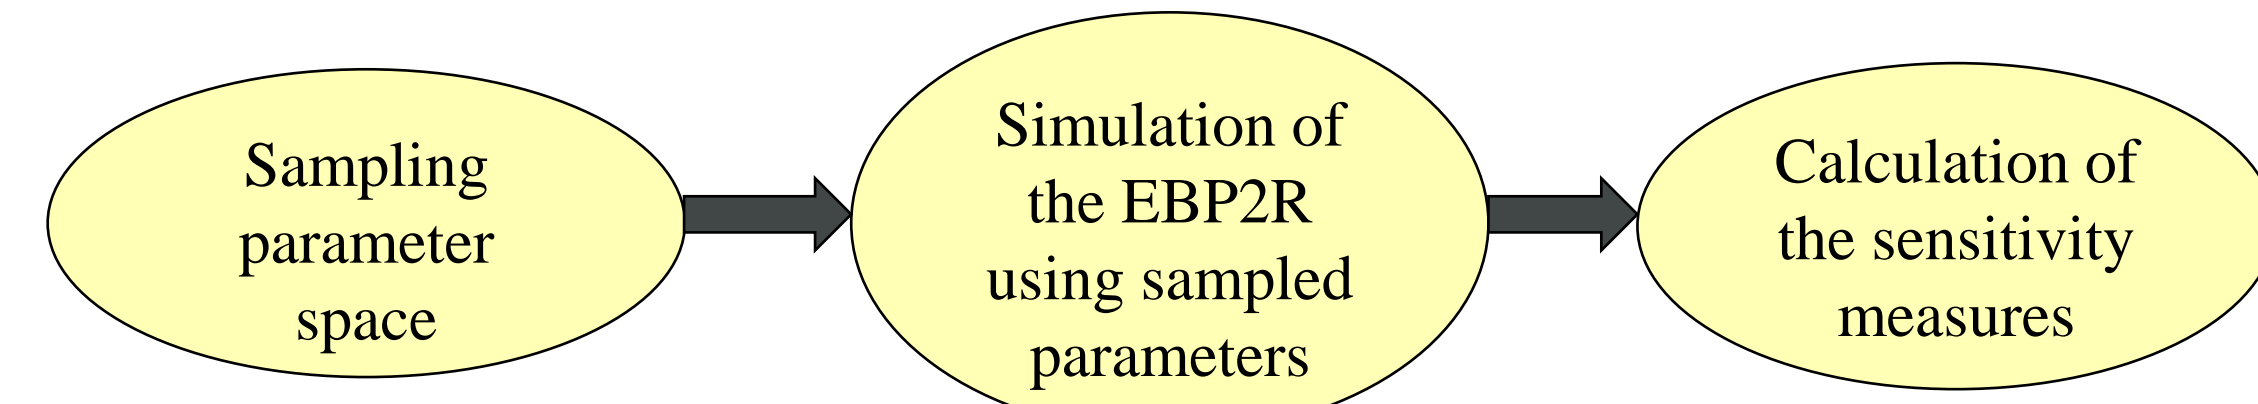 Sampling
parameter
space
Simulation of
the EBP2R
using sampled
parameters
Calculation of
the sensitivity
measures